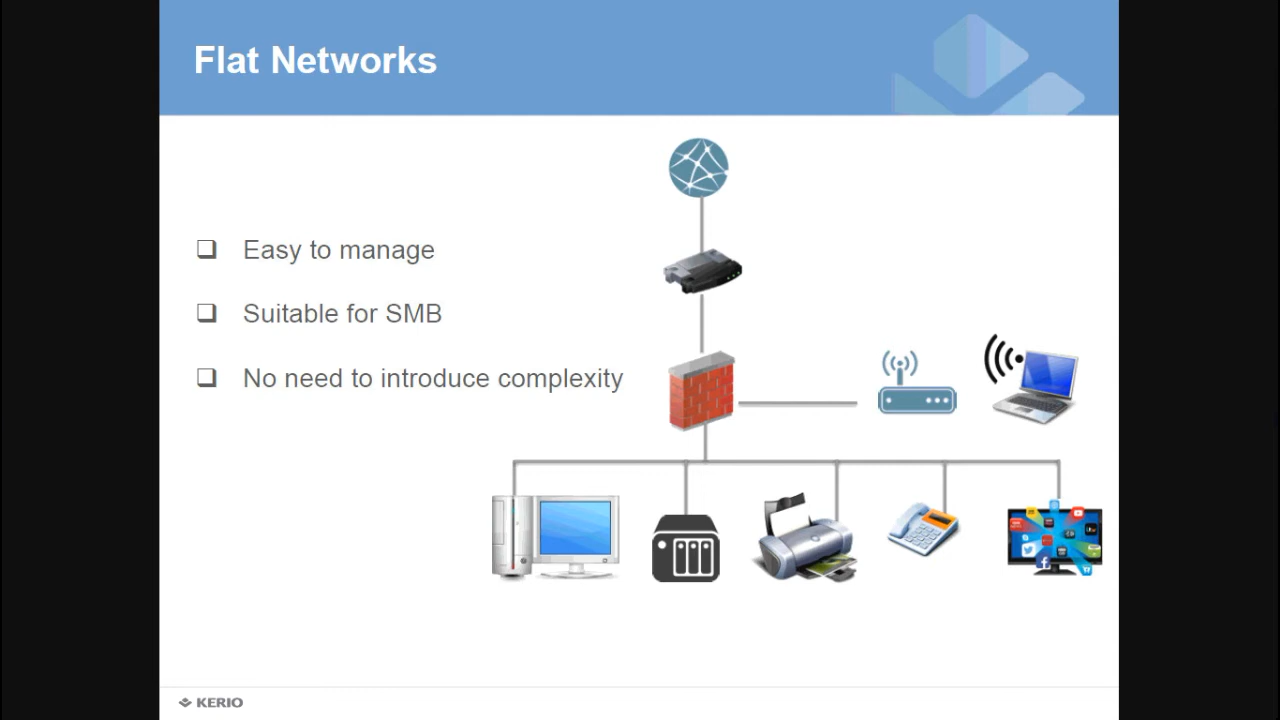 Flat Networks
Easy to manage
Suitable for SMB
No need to introduce complexity
KERIO